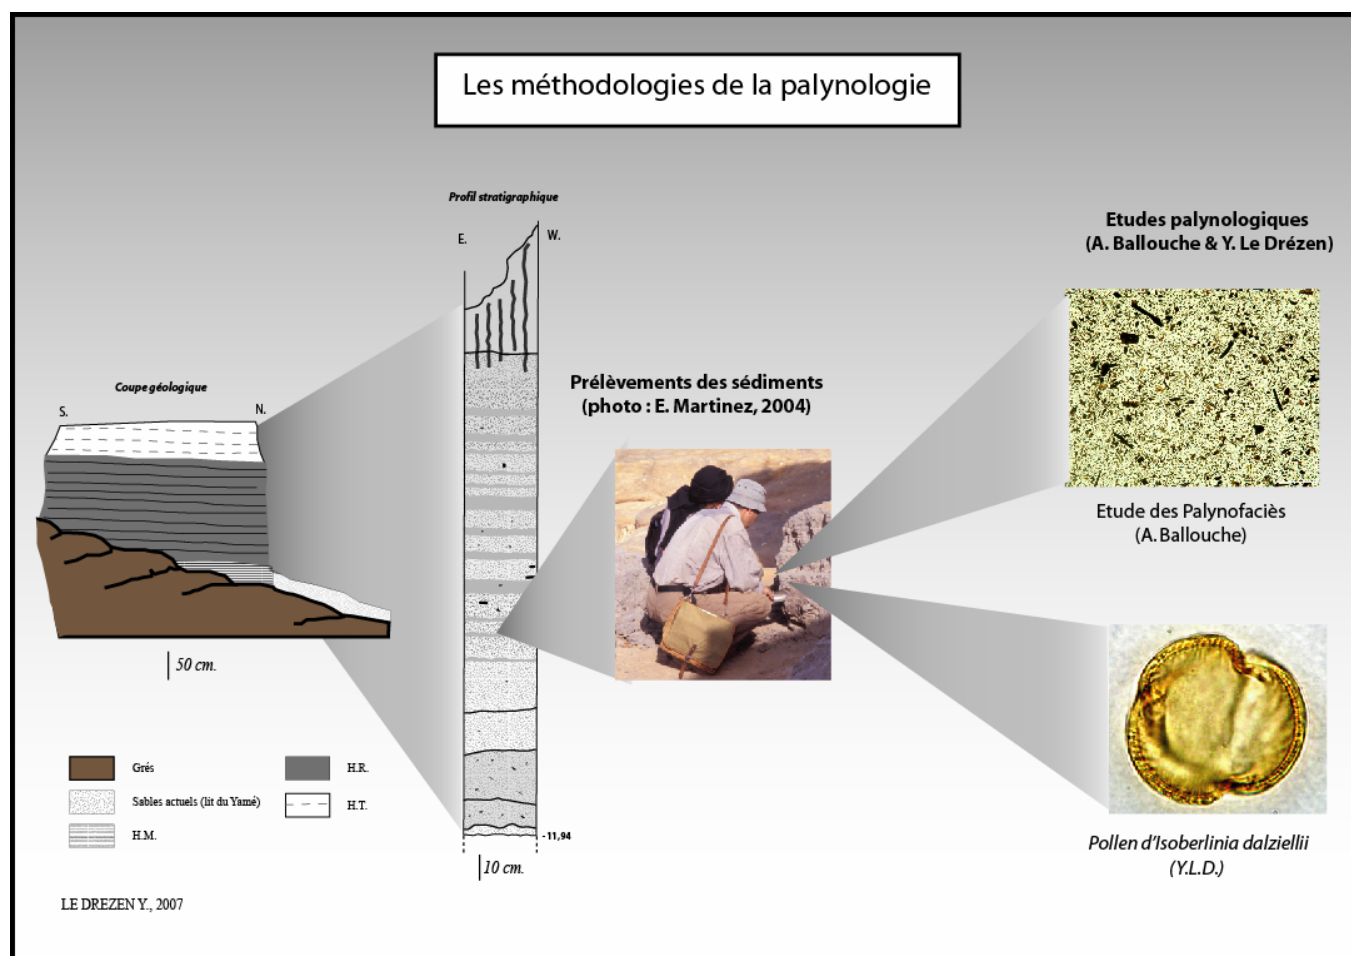 Les méthodologies de la palynologie
Profil stratigraphique
E.
W.
Etudes palynologiques
(A. Ballouche & Y. Le Drézen)
Prélèvements des sédiments
(photo : E. Martinez, 2004)
Coupe géologique
S.
N.
Etude des Palynofaciès
(A. Ballouche)
50 cm.
Grés
H.R.
Sables actuels (lit du Yamé)
H.T.
H.M.
- 11,94
10 cm.
Pollen d'Isoberlinia dalziellii
(Y.L.D.)
LE DREZEN Y., 2007